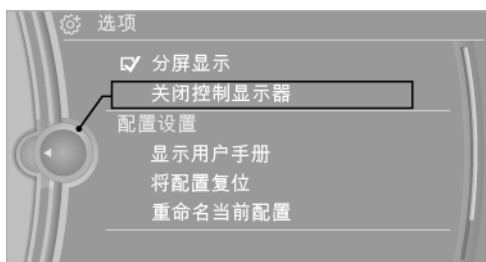 选项
分屏显示
关闭控制显示器
配置设置
显示用户手册
将配置复位
重命名当前配置